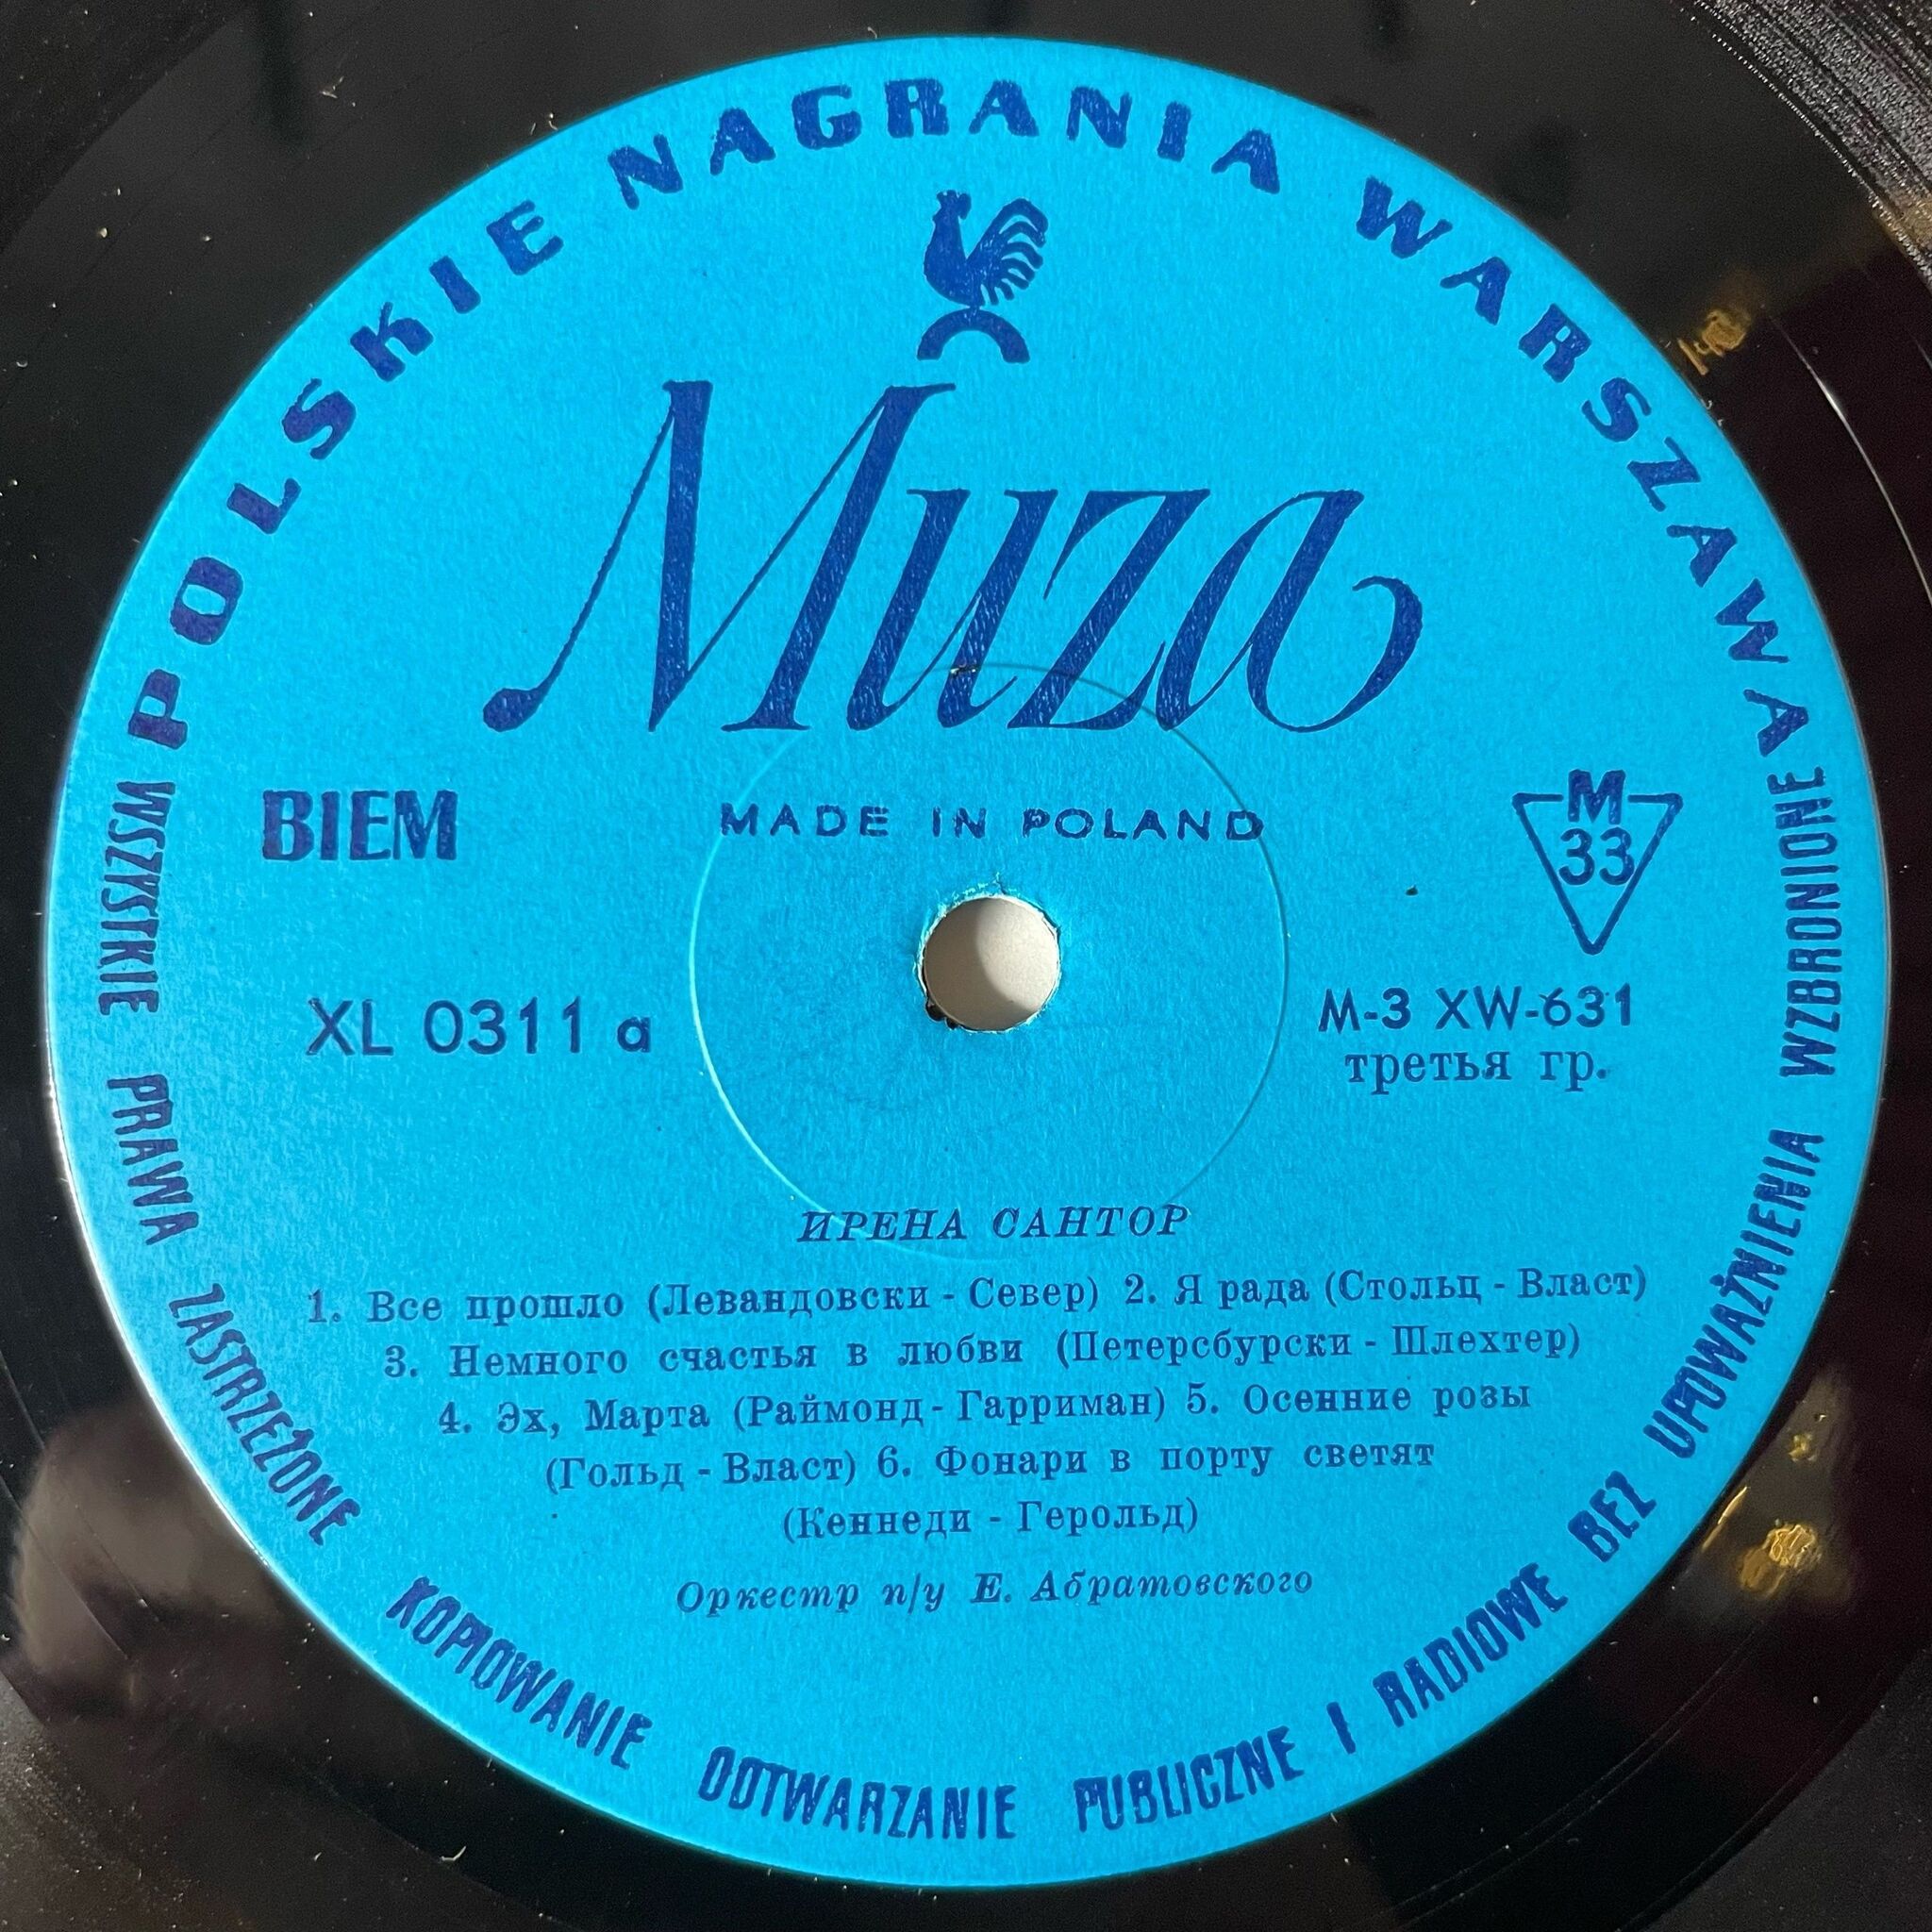 POLSKIE NAGRANIA WARSZAWA
Muza
BIEM
MADE IN POLAND
M
33
XL 0311 a
M-3 XW-631
третья гр.
ИРЕНА САНТОР
1. Все прошло (Левандовски - Север) 2. Я рада (Стольц - Власт)
3. Немного счастья в любви (Петерсбурски - Шлехтер)
4. Эх, Марта (Раймонд - Гарриман) 5. Осенние розы
(Гольд - Власт) 6. Фонари в порту светят
(Кеннеди - Герольд)
Оркестр п/у Е. Абратовского
WSZYSTKIE PRAWA ZASTRZEŻONE KOPIOWANIE ODTWARZANIE PUBLICZNE I RADIOWE BEZ UPOWAŻNIENIA WZBRONIONE